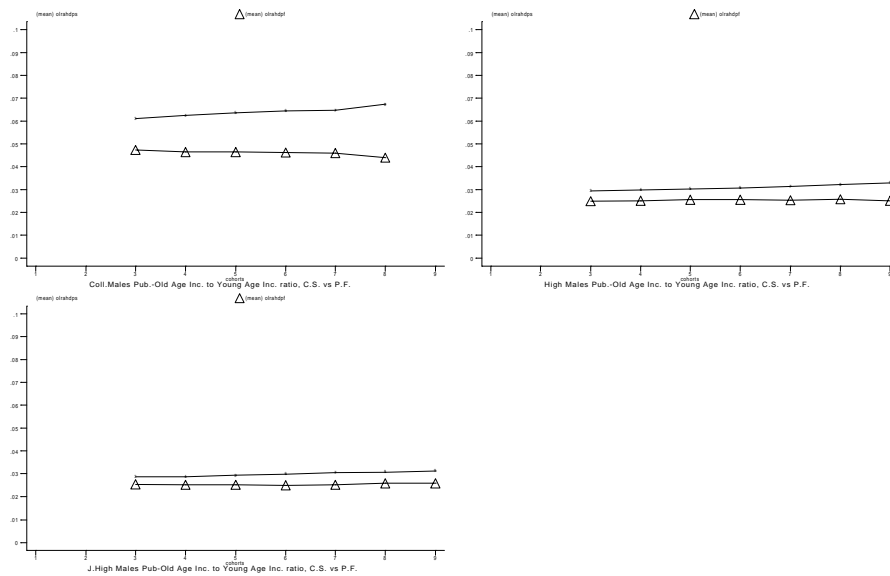 (mean) olrahdps (mean) olrahdpf
.1
.09
.08
.07
.06
.05
.04
.03
.02
.01
0
1 2 3 4 5 6 7 8 9
cohorts
Coll.Males Pub.-Old Age Inc. to Young Age Inc. ratio, C.S. vs P.F.
(mean) olrahdps (mean) olrahdpf
.1
.09
.08
.07
.06
.05
.04
.03
.02
.01
0
1 2 3 4 5 6 7 8 9
cohorts
High Males Pub.-Old Age Inc. to Young Age Inc. ratio, C.S. vs P.F.
(mean) olrahdps (mean) olrahdpf
.1
.09
.08
.07
.06
.05
.04
.03
.02
.01
0
1 2 3 4 5 6 7 8 9
cohorts
J.High Males Pub-Old Age Inc. to Young Age Inc. ratio, C.S. vs P.F.